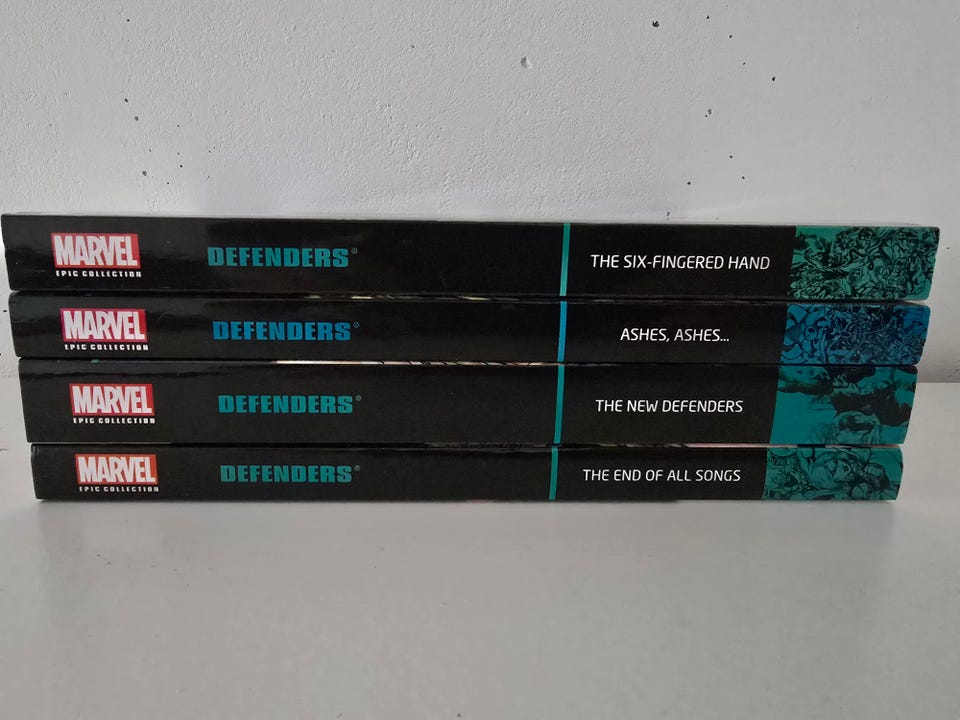 MARVEL
EPIC COLLECTION
DEFENDERS®
THE SIX-FINGERED HAND
MARVEL
EPIC COLLECTION
DEFENDERS®
ASHES, ASHES...
MARVEL
EPIC COLLECTION
DEFENDERS®
THE NEW DEFENDERS
MARVEL
EPIC COLLECTION
DEFENDERS®
THE END OF ALL SONGS